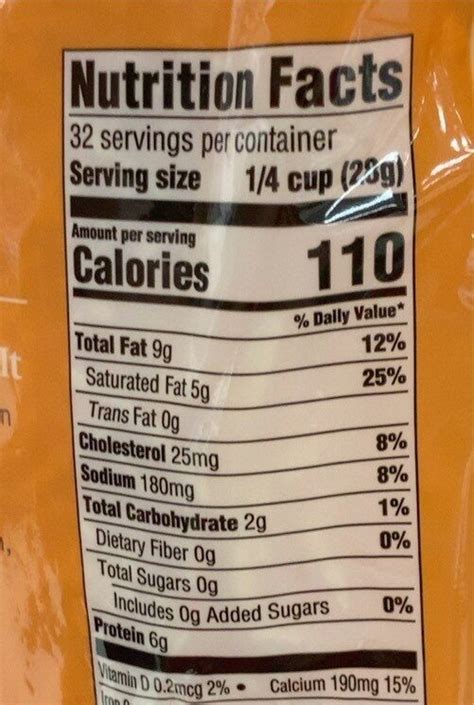 Nutrition Facts
32 servings per container
Serving size 1/4 cup (28g)
Amount per serving
Calories 110
% Daily Value*
Total Fat 9g 12%
Saturated Fat 5g 25%
Trans Fat 0g
Cholesterol 25mg 8%
Sodium 180mg 8%
Total Carbohydrate 2g 1%
Dietary Fiber 0g 0%
Total Sugars 0g
Includes 0g Added Sugars 0%
Protein 6g
Vitamin D 0.2mcg 2% • Calcium 190mg 15%